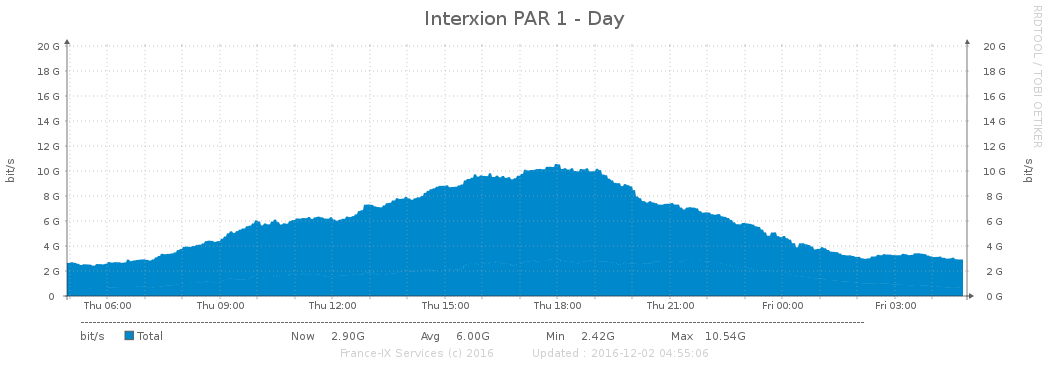 Interxion PAR 1 - Day
RRDTOOL / TOBI OETIKER
bit/s
bit/s
20 G 20 G
18 G 18 G
16 G 16 G
14 G 14 G
12 G 12 G
10 G 10 G
8 G 8 G
6 G 6 G
4 G 4 G
2 G 2 G
0 0 G
Thu 06:00 Thu 09:00 Thu 12:00 Thu 15:00 Thu 18:00 Thu 21:00 Fri 00:00 Fri 03:00
bit/s Total Now 2.90G Avg 6.00G Min 2.42G Max 10.54G
France-IX Services (c) 2016 Updated : 2016-12-02 04:55:06